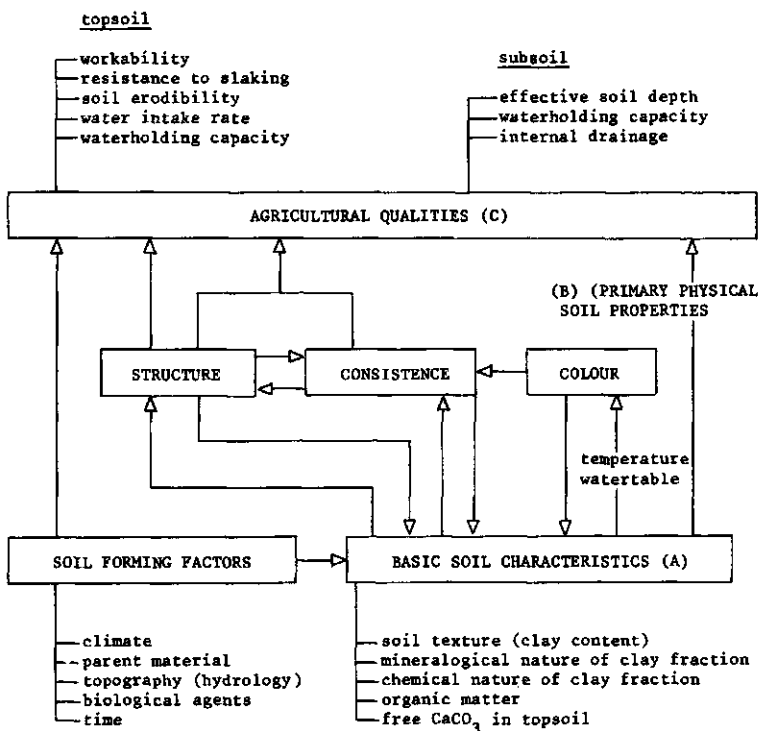 topsoil
workability
resistance to slaking
soil erodibility
water intake rate
waterholding capacity
subsoil
effective soil depth
waterholding capacity
internal drainage
AGRICULTURAL QUALITIES (C)
(B) (PRIMARY PHYSICAL
SOIL PROPERTIES
STRUCTURE
CONSISTENCE
COLOUR
temperature
watertable
SOIL FORMING FACTORS
BASIC SOIL CHARACTERISTICS (A)
climate
parent material
topography (hydrology)
biological agents
time
soil texture (clay content)
mineralogical nature of clay fraction
chemical nature of clay fraction
organic matter
free CaCO₃ in topsoil